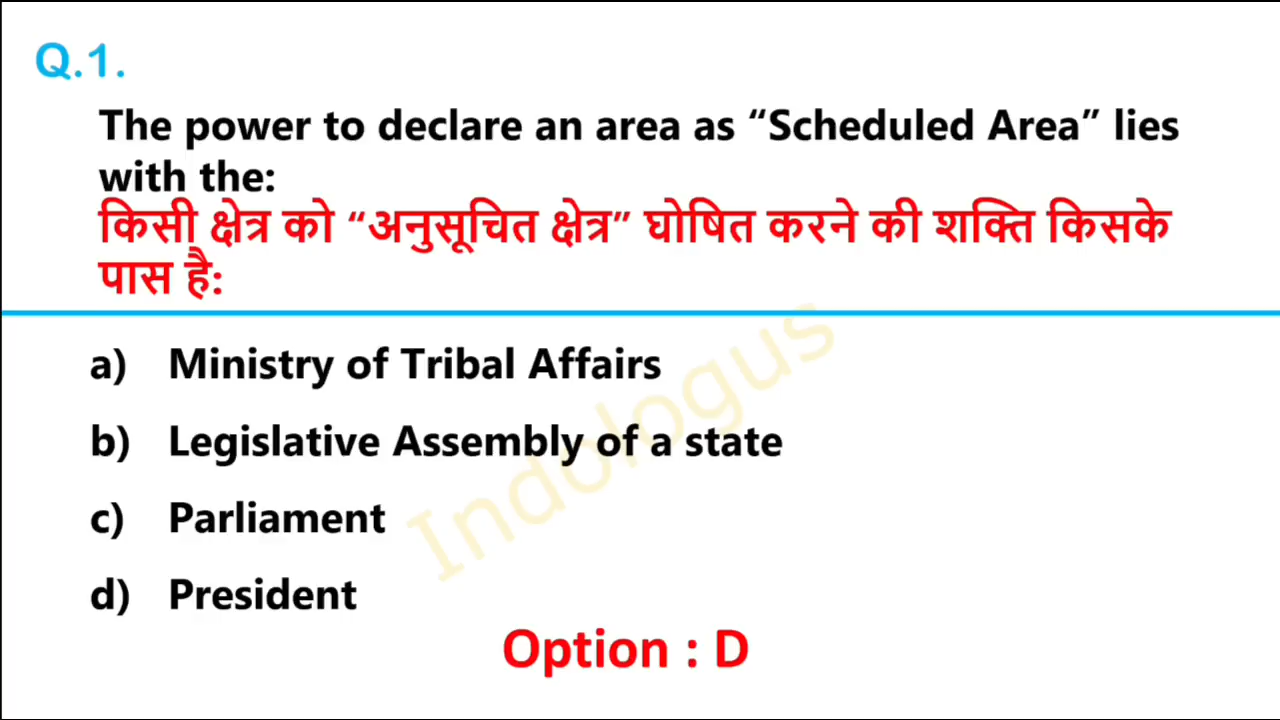 Q.1.
The power to declare an area as “Scheduled Area” lies
with the:
किसी क्षेत्र को “अनुसूचित क्षेत्र” घोषित करने की शक्ति किसके
पास है:
a) Ministry of Tribal Affairs
b) Legislative Assembly of a state
c) Parliament
d) President
Option : D
Indologus